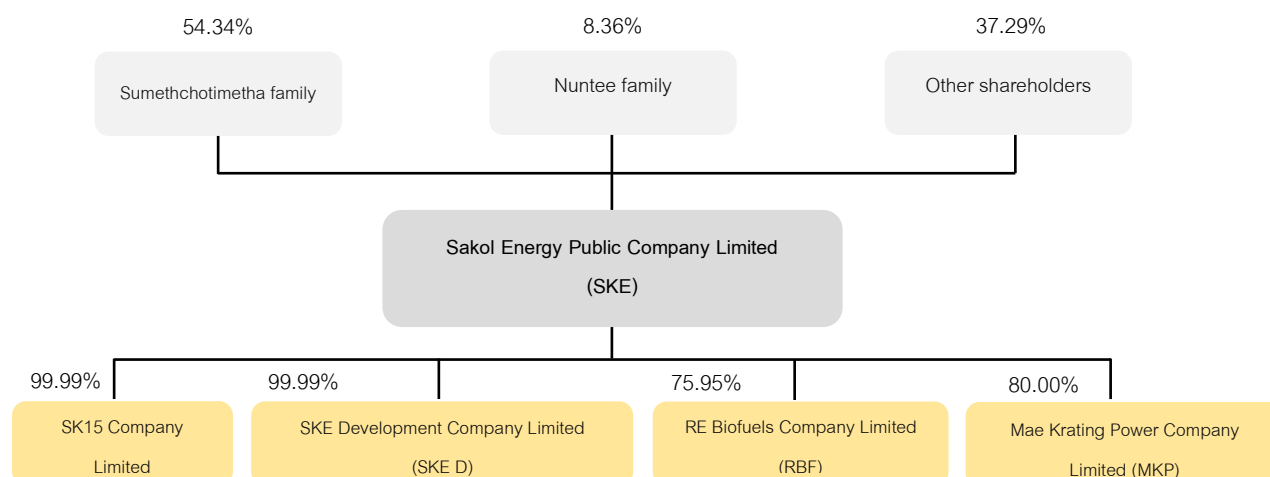 54.34%
8.36%
37.29%
Sumethchotimetha family
Nuntee family
Other shareholders
Sakol Energy Public Company Limited
(SKE)
99.99%
99.99%
75.95%
80.00%
SK15 Company
Limited
SKE Development Company Limited
(SKE D)
RE Biofuels Company Limited
(RBF)
Mae Krating Power Company
Limited (MKP)